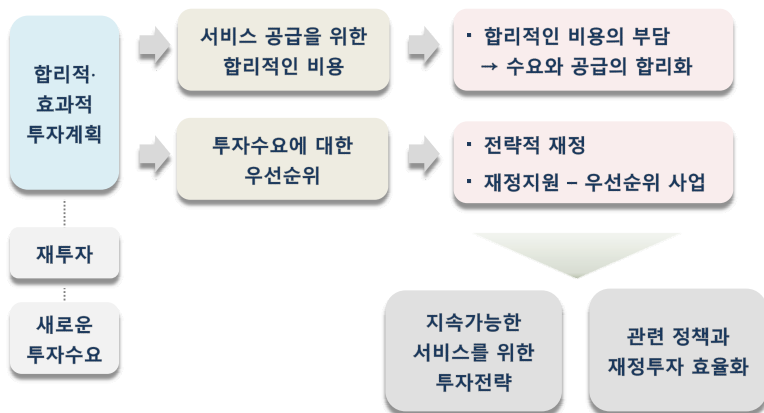 합리적·
효과적
투자계획
서비스 공급을 위한
합리적인 비용
▪ 합리적인 비용의 부담
→ 수요와 공급의 합리화
투자수요에 대한
우선순위
▪ 전략적 재정
▪ 재정지원 – 우선순위 사업
재투자
새로운
투자수요
지속가능한
서비스를 위한
투자전략
관련 정책과
재정투자 효율화